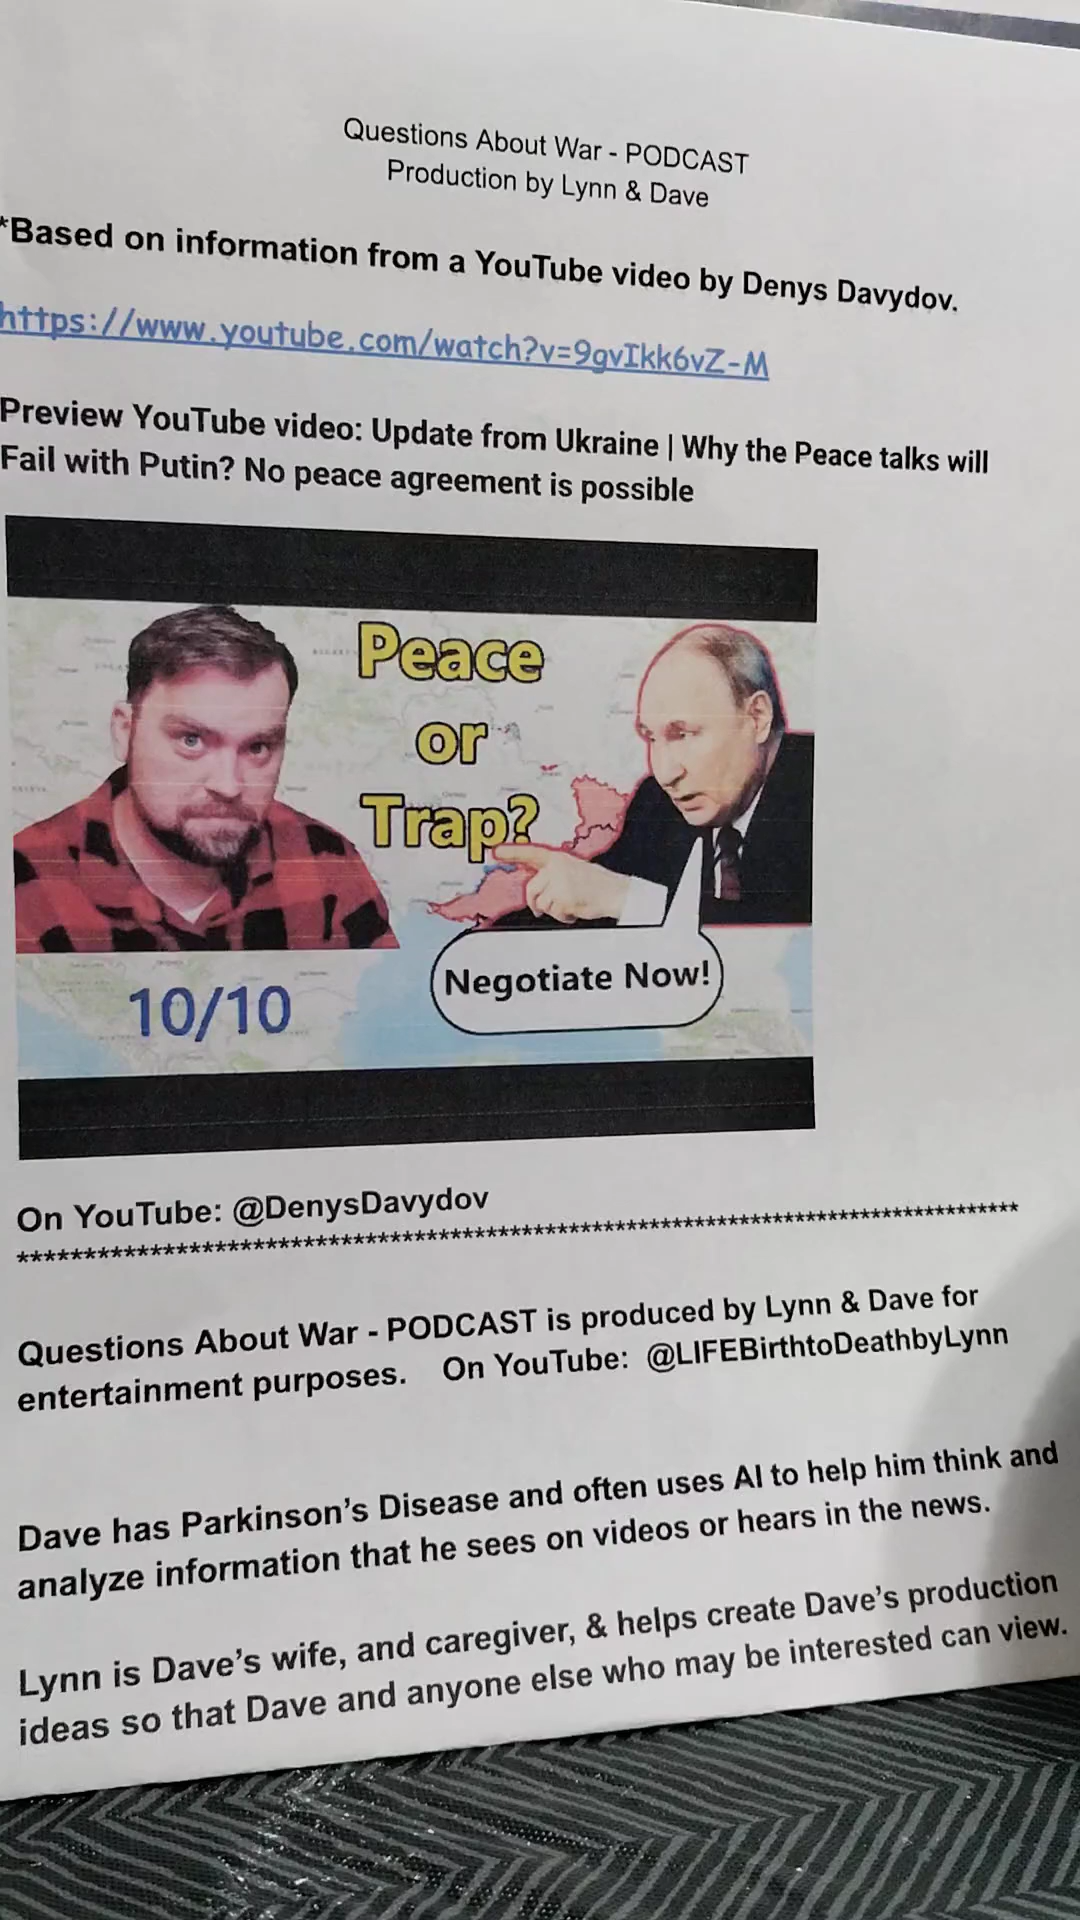 Questions About War - PODCAST
Production by Lynn & Dave
*Based on information from a YouTube video by Denys Davydov.
https://www.youtube.com/watch?v=9gvIkk6vZ-M
Preview YouTube video: Update from Ukraine | Why the Peace talks will
Fail with Putin? No peace agreement is possible
Peace
or
Trap?
Negotiate Now!
10/10
On YouTube: @DenysDavydov
******************************************************************************************
Questions About War - PODCAST is produced by Lynn & Dave for
entertainment purposes. On YouTube: @LIFEBirthtoDeathbyLynn
Dave has Parkinson's Disease and often uses AI to help him think and
analyze information that he sees on videos or hears in the news.
Lynn is Dave's wife, and caregiver, & helps create Dave's production
ideas so that Dave and anyone else who may be interested can view.